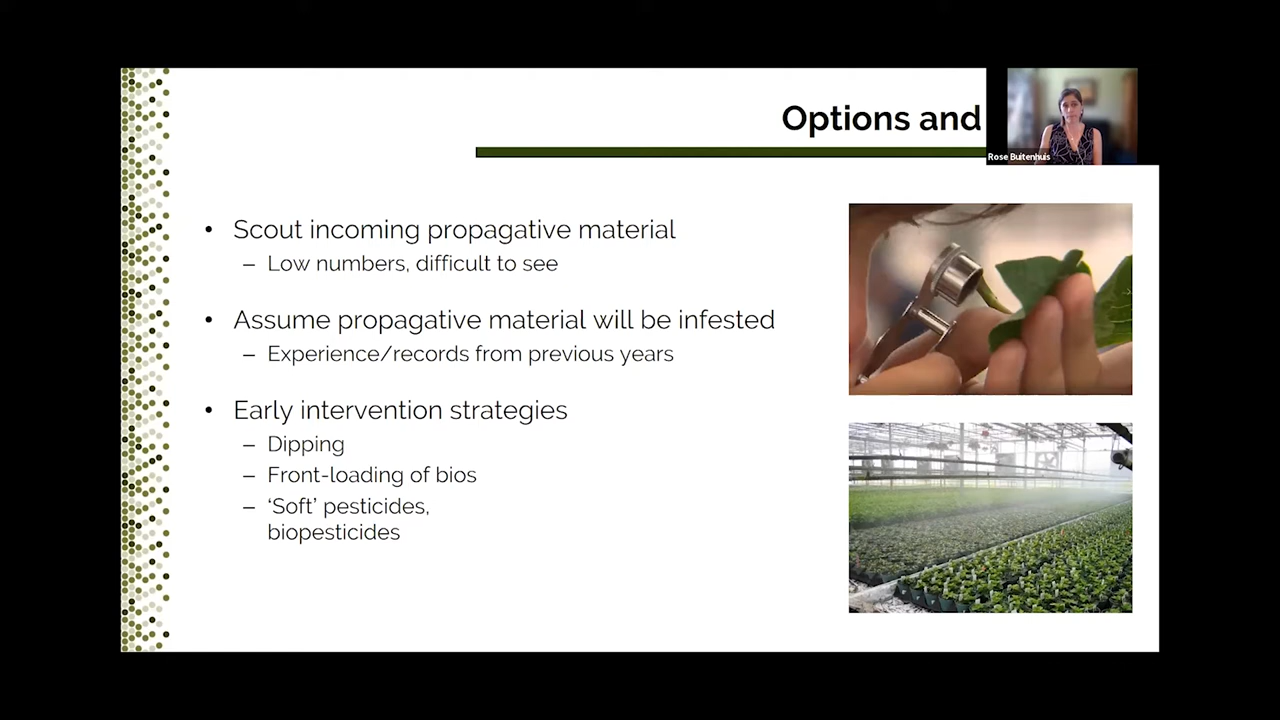 Options and
Rose Buitenhuis
• Scout incoming propagative material
– Low numbers, difficult to see
• Assume propagative material will be infested
– Experience/records from previous years
• Early intervention strategies
– Dipping
– Front-loading of bios
– ‘Soft’ pesticides,
biopesticides